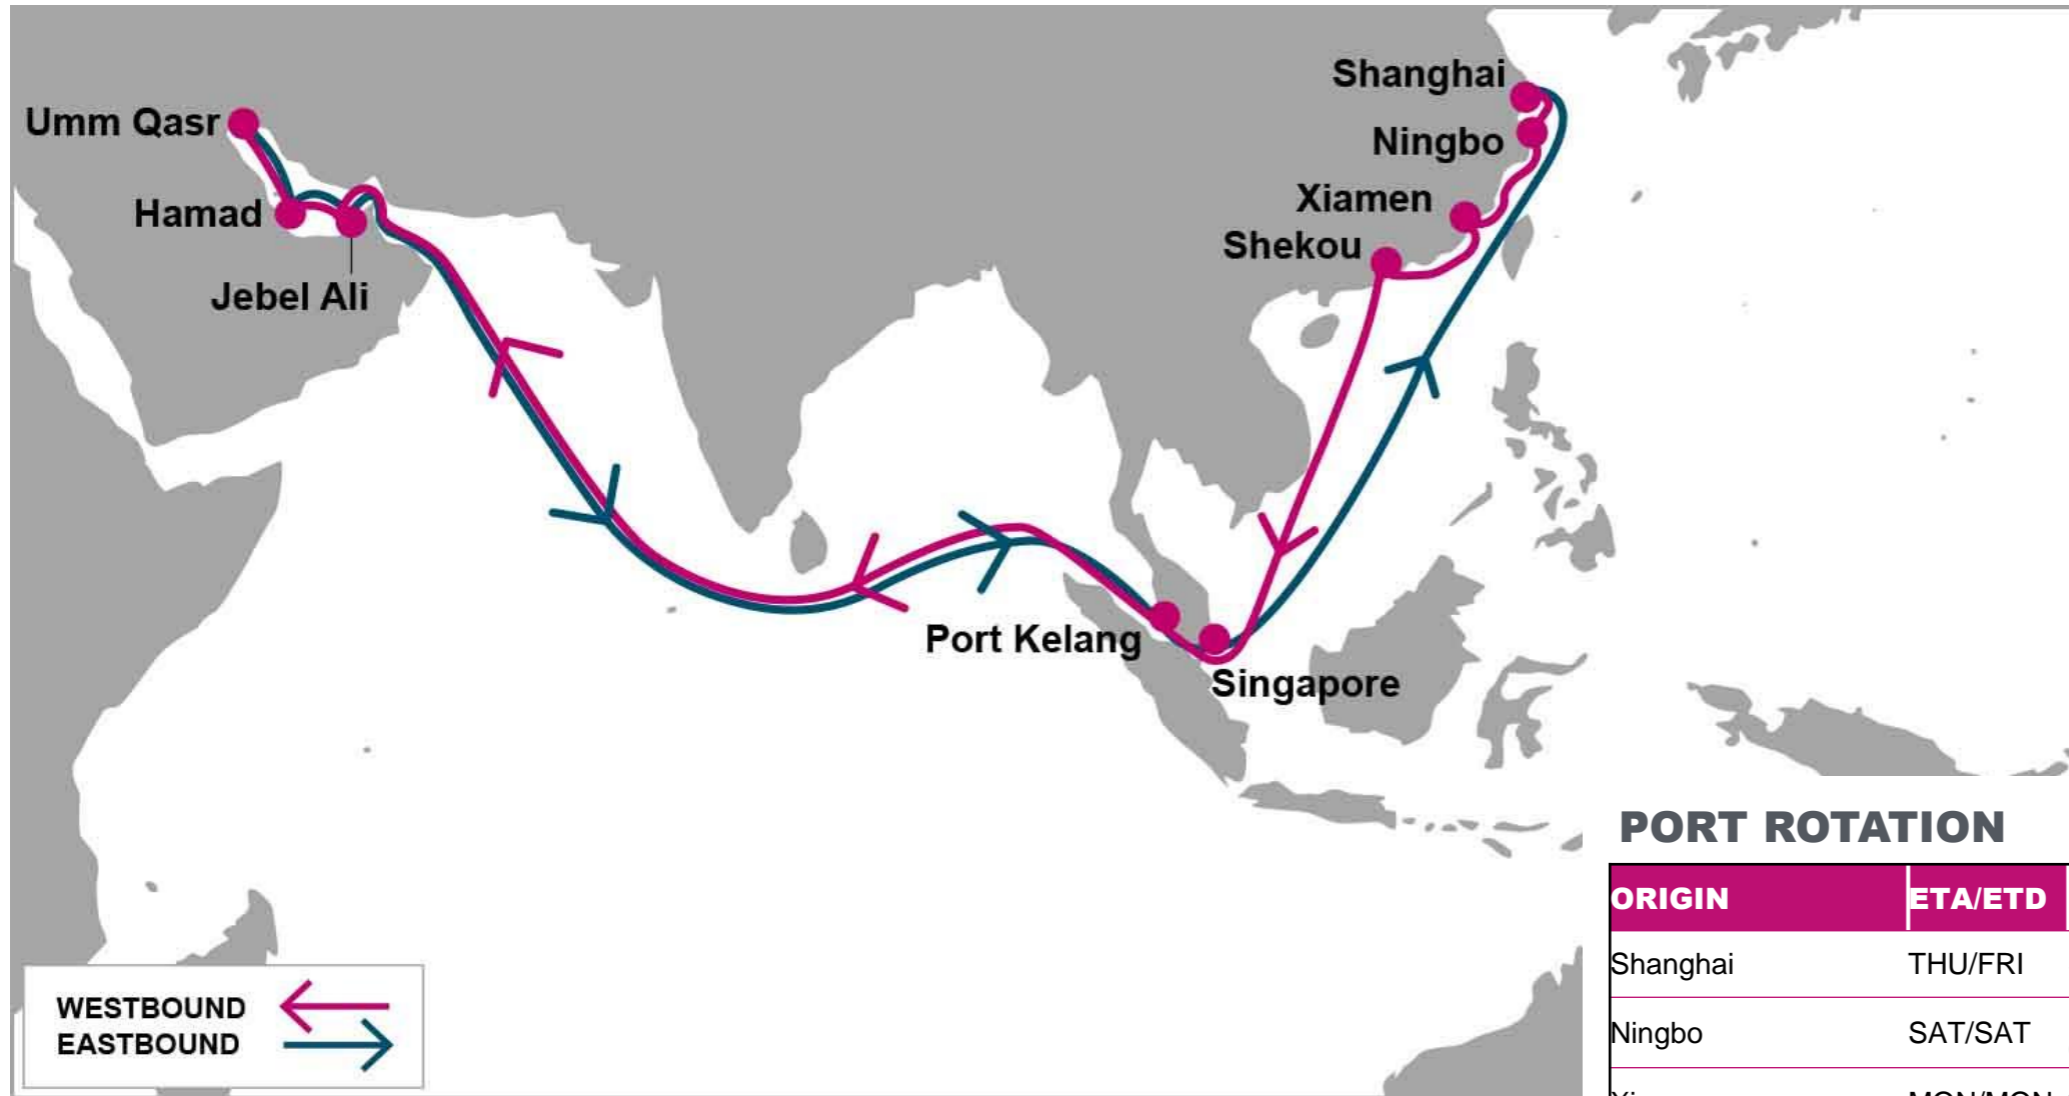 Shanghai
Umm Qasr
Ningbo
Xiamen
Hamad
Shekou
Jebel Ali
Port Kelang
Singapore
WESTBOUND
EASTBOUND
PORT ROTATION
ORIGIN ETA/ETD
Shanghai THU/FRI
Ningbo SAT/SAT